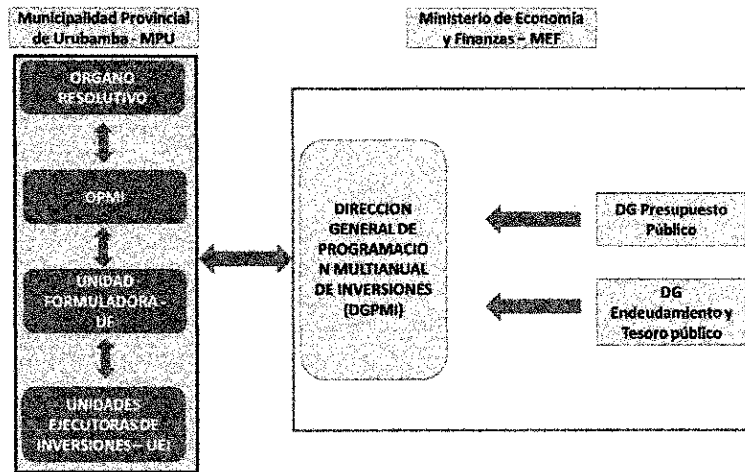 Municipalidad Provincial
de Urubamba - MPU
ORGANO
RESOLUTIVO
OPMI
UNIDAD
FORMULADORA -
UF
UNIDADES
EJECUTORAS DE
INVERSIONES – UEI
Ministerio de Economía
y Finanzas – MEF
DIRECCION
GENERAL DE
PROGRAMACIO
N MULTIANUAL
DE INVERSIONES
(DGPMI)
DG Presupuesto
Público
DG
Endeudamiento y
Tesoro público